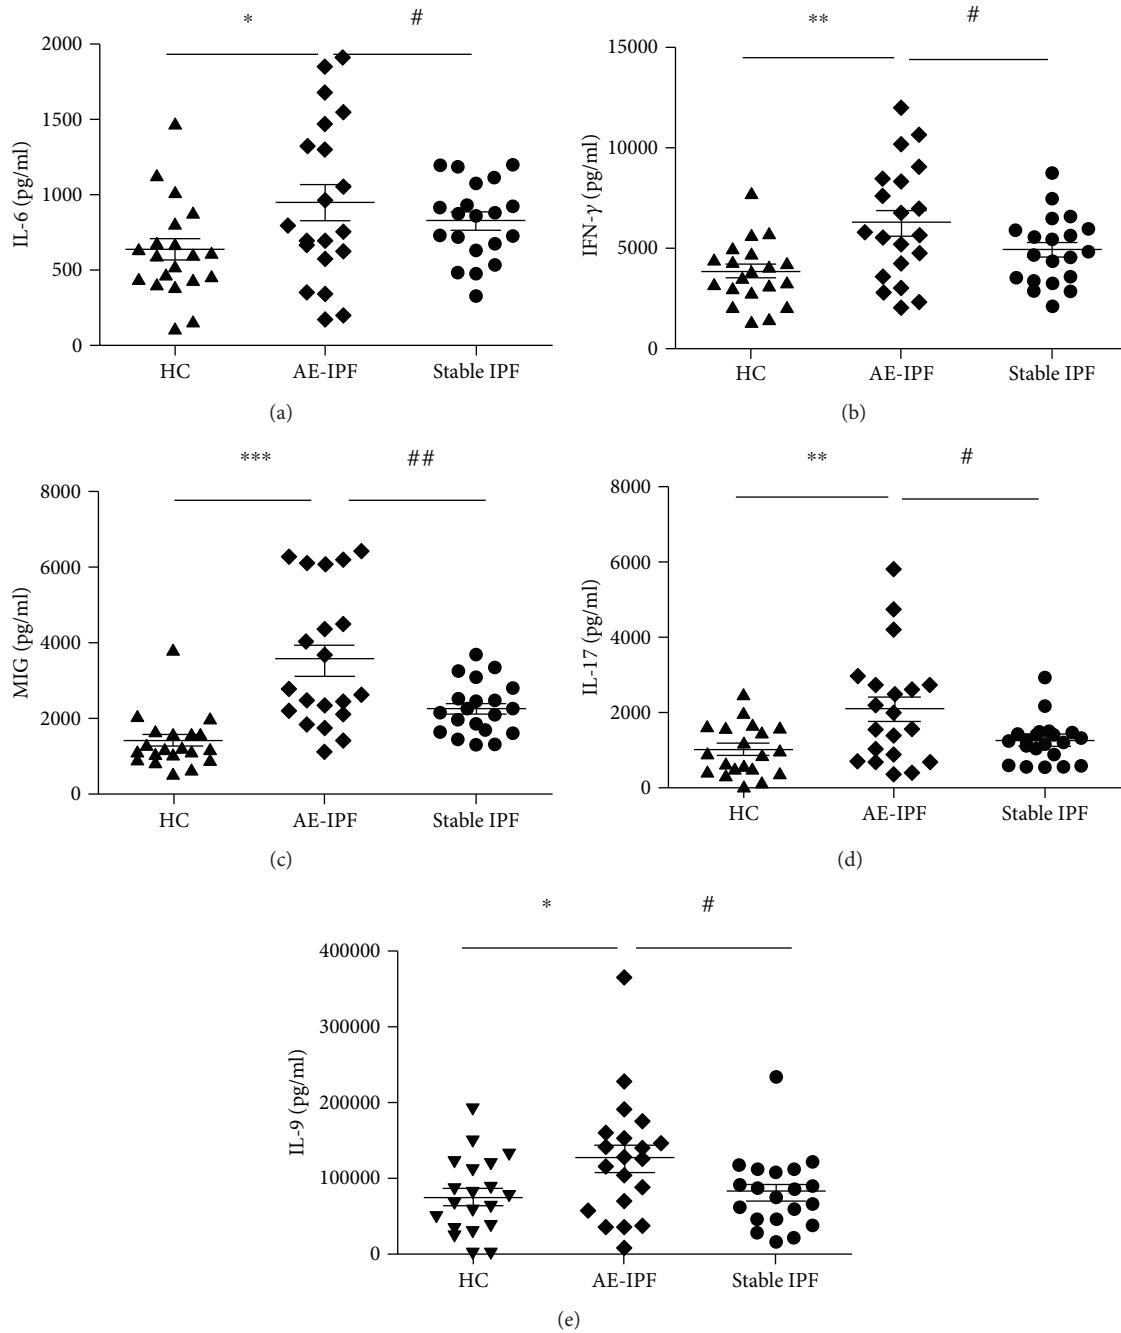 * #
2000
1500
1000
500
0
IL-6 (pg/ml)
HC AE-IPF Stable IPF
(a)
** #
15000
10000
5000
0
IFN-γ (pg/ml)
HC AE-IPF Stable IPF
(b)
*** ##
8000
6000
4000
2000
0
MIG (pg/ml)
HC AE-IPF Stable IPF
(c)
** #
8000
6000
4000
2000
0
IL-17 (pg/ml)
HC AE-IPF Stable IPF
(d)
* #
400000
300000
200000
100000
0
IL-9 (pg/ml)
HC AE-IPF Stable IPF
(e)